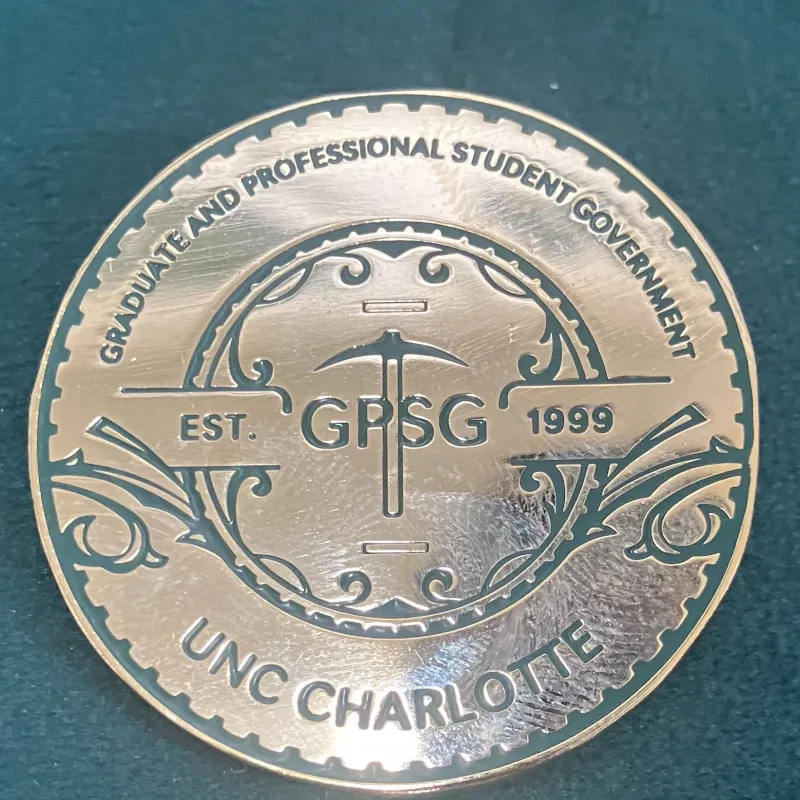 GRADUATE AND PROFESSIONAL STUDENT GOVERNMENT
EST. GPSG 1999
UNC CHARLOTTE